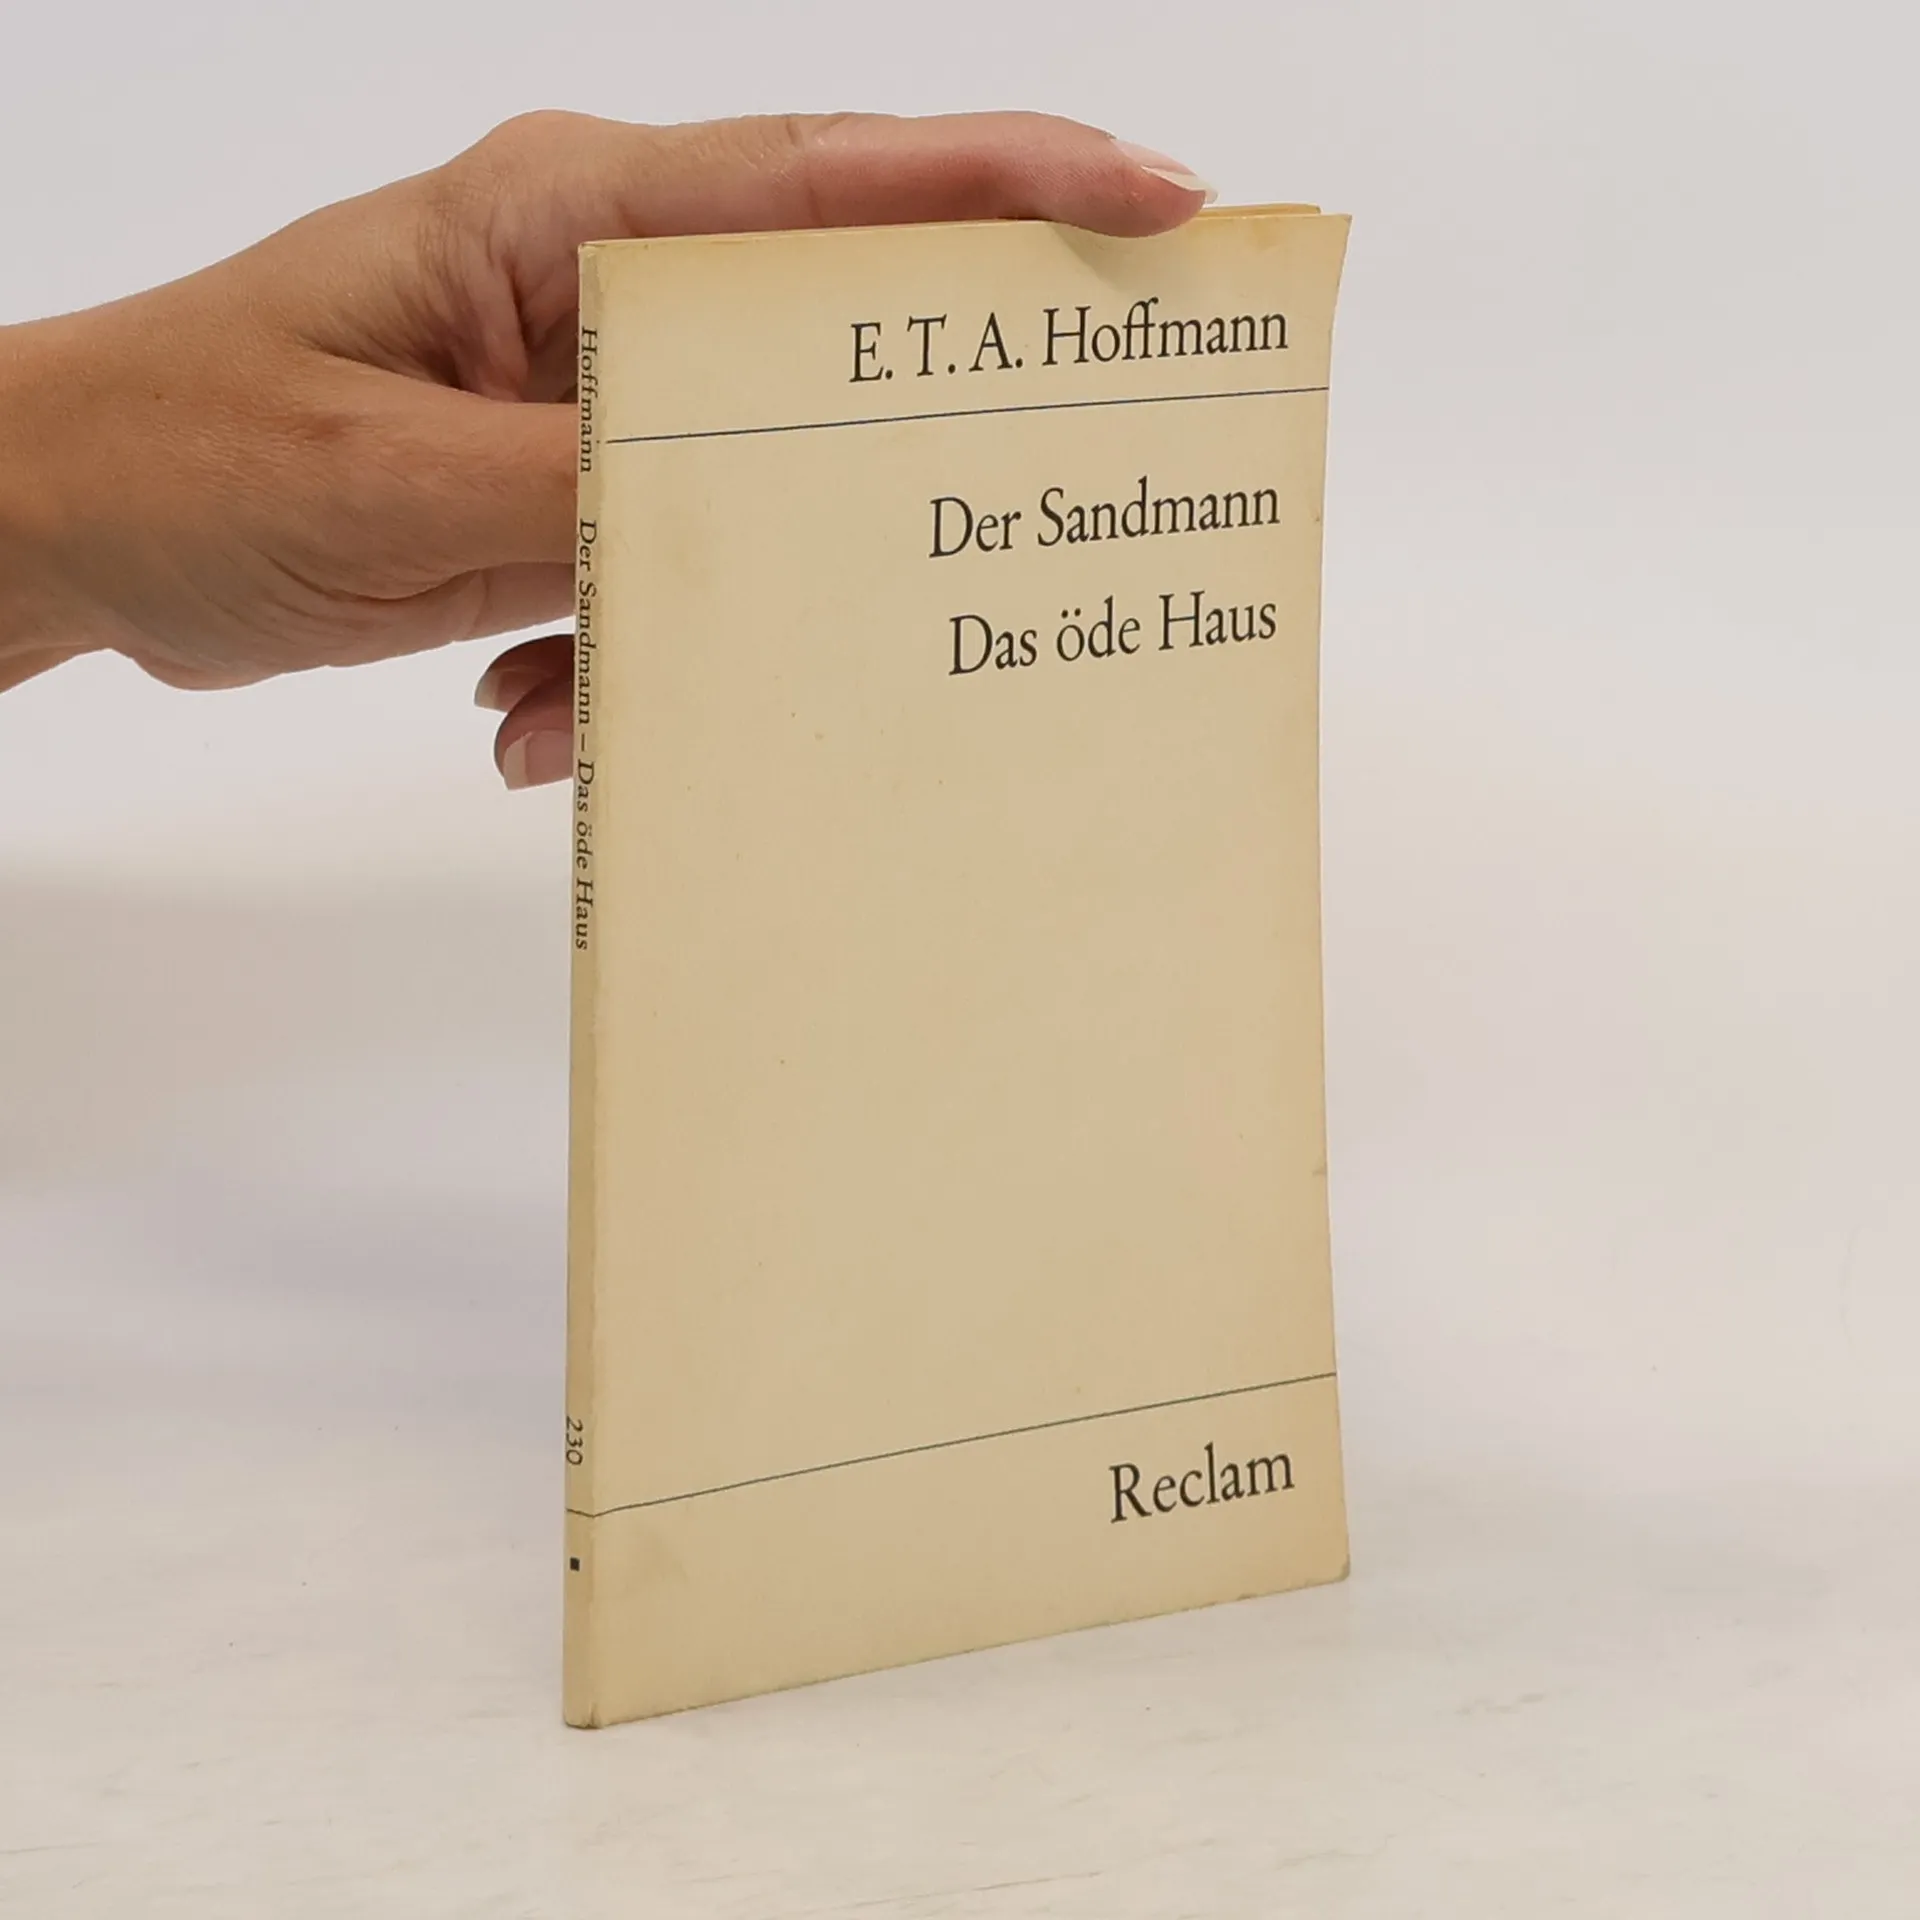 E. T. A. Hoffmann
Der Sandmann
Das öde Haus
Reclam
Hoffmann Der Sandmann – Das öde Haus
230